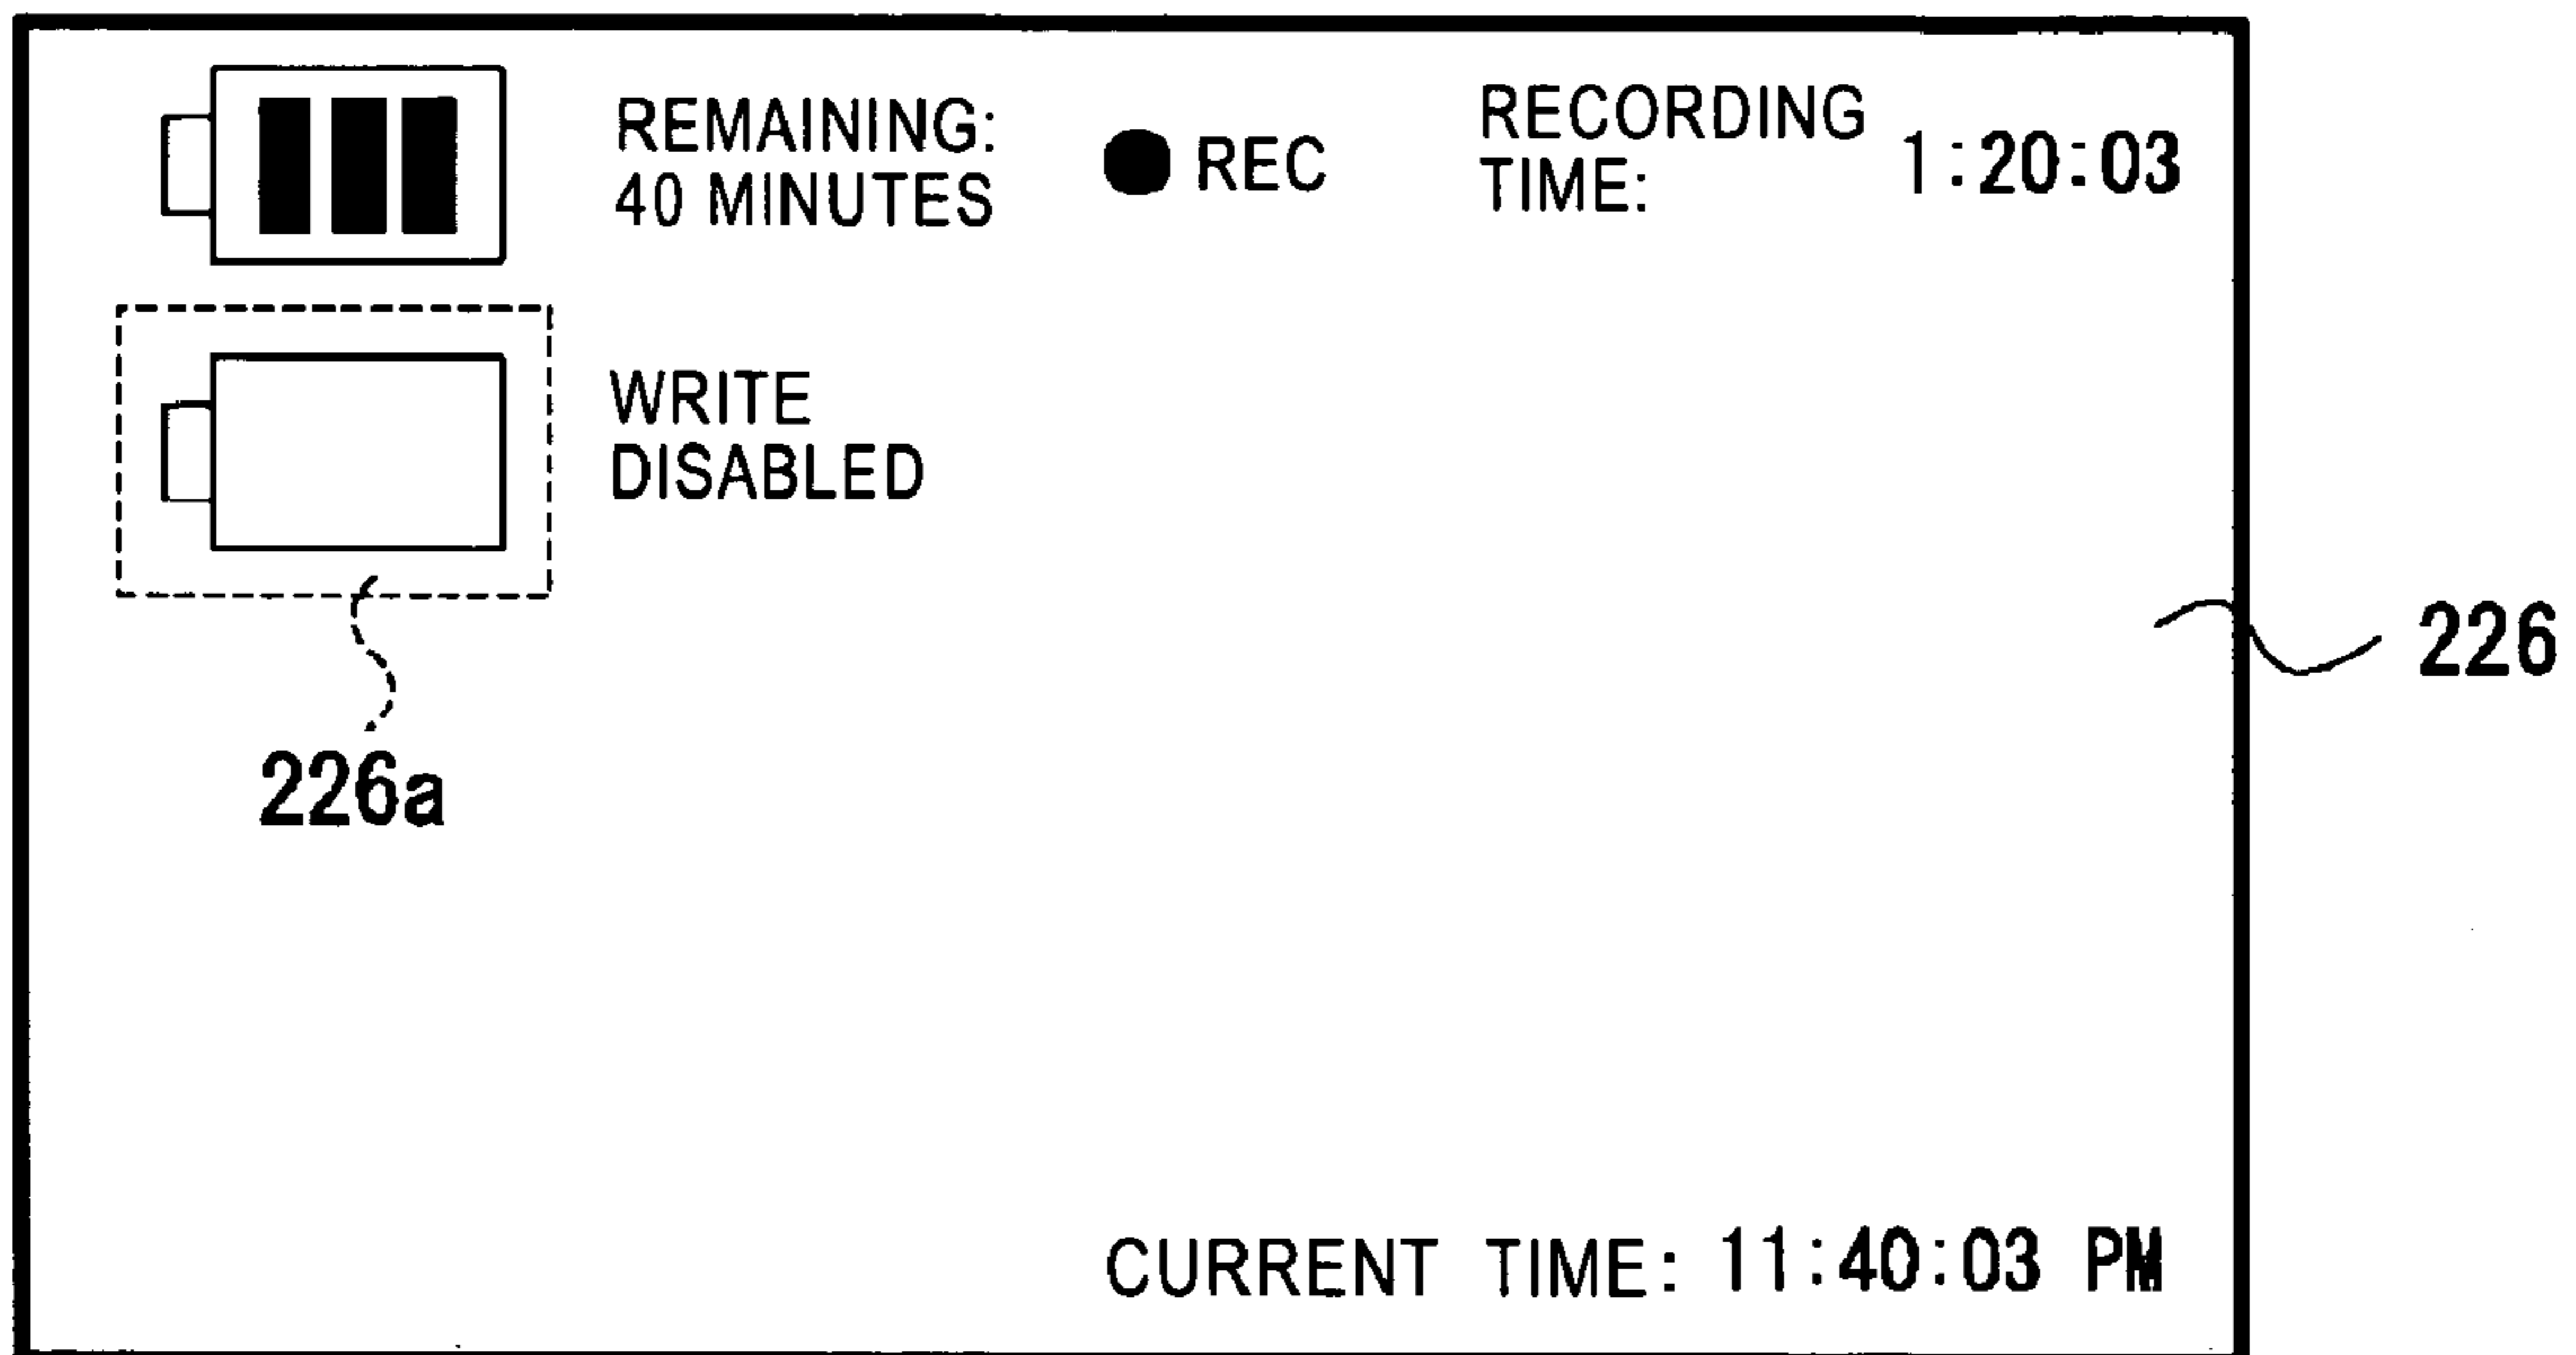 REMAINING:
40 MINUTES
REC
RECORDING
TIME:
1:20:03
WRITE
DISABLED
226
226a
CURRENT TIME: 11:40:03 PM